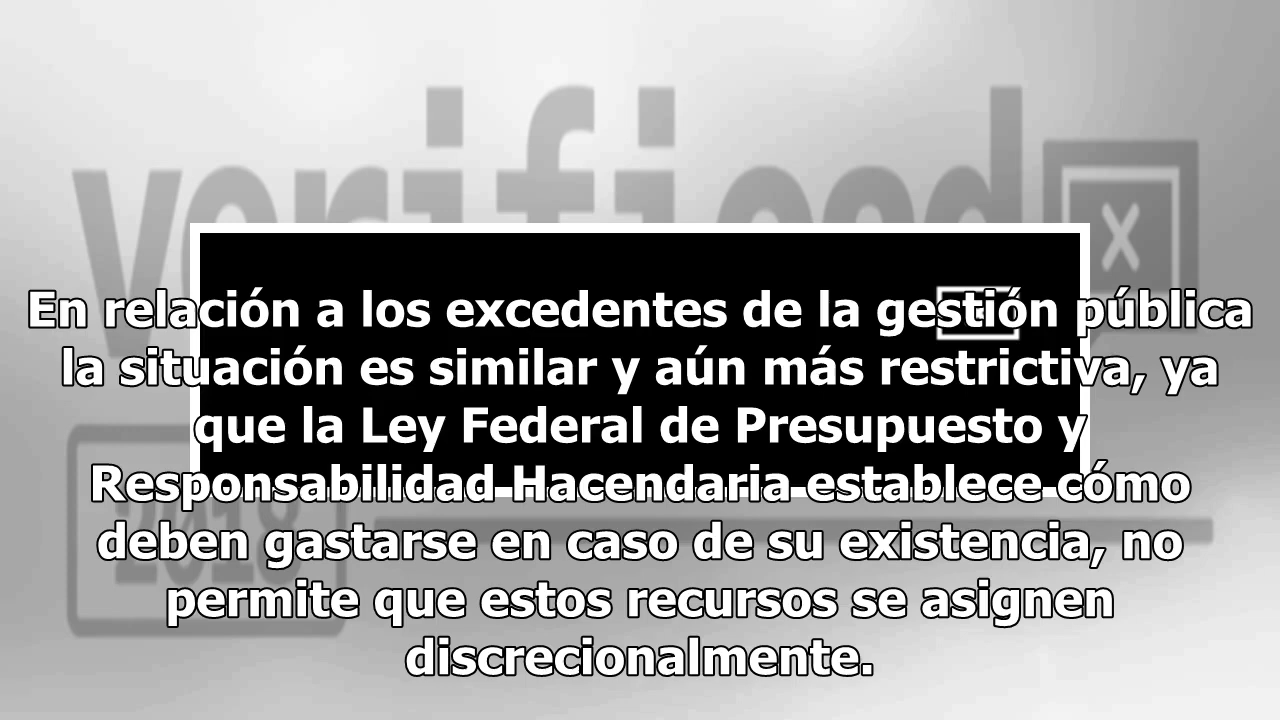 verificad
En relación a los excedentes de la gestión pública
la situación es similar y aún más restrictiva, ya
que la Ley Federal de Presupuesto y
Responsabilidad Hacendaria establece cómo
deben gastarse en caso de su existencia, no
permite que estos recursos se asignen
discrecionalmente.
2018